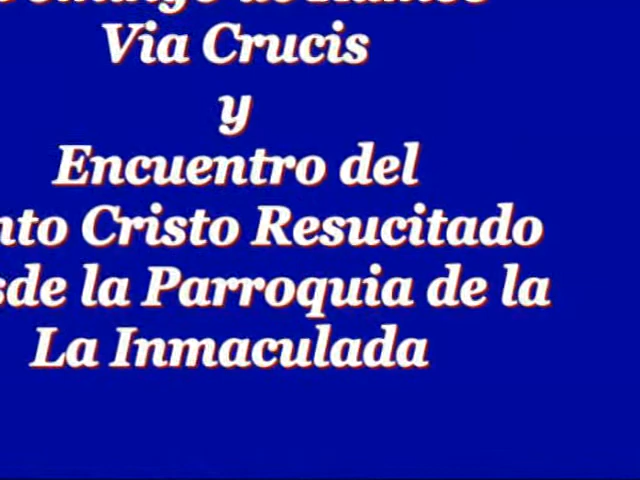 Via Crucis
y
Encuentro del
nto Cristo Resucitado
sde la Parroquia de la
La Inmaculada